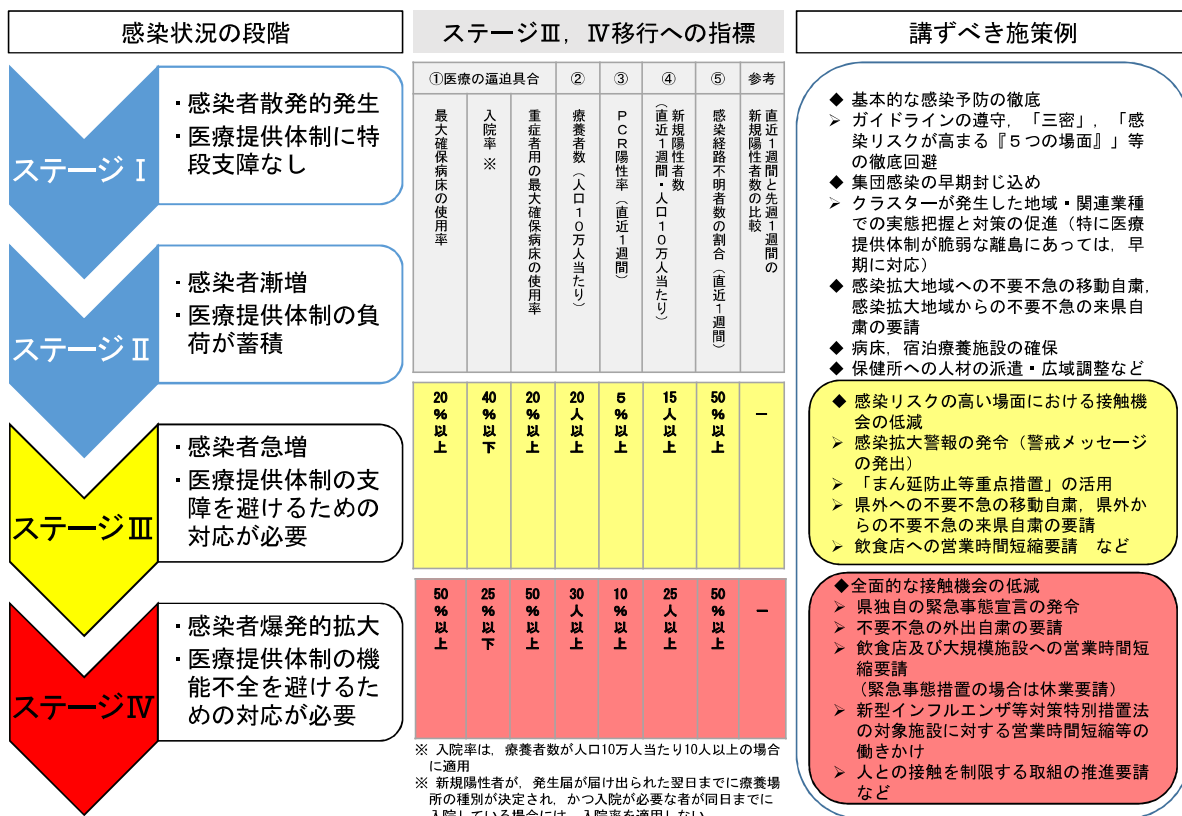 感染状況の段階
ステージⅠ
・感染者散発的発生
・医療提供体制に特
段支障なし
ステージⅡ
・感染者漸増
・医療提供体制の負
荷が蓄積
ステージⅢ
・感染者急増
・医療提供体制の支
障を避けるための
対応が必要
ステージⅣ
・感染者爆発的拡大
・医療提供体制の機
能不全を避けるた
めの対応が必要
ステージⅢ，Ⅳ移行への指標
①医療の逼迫具合
②
③
④
⑤
参考
最大確保病床の使用率
入院率 ※
重症者用の最大確保病床の使用率
療養者数（人口１０万人当たり）
ＰＣＲ陽性率（直近１週間）
新規陽性者数
（直近１週間・人口１０万人当たり）
感染経路不明者数の割合（直近１週間）
直近１週間と先週１週間の
新規陽性者数の比較
20％以上
40％以下
20％以上
20人以上
5％以上
15人以上
50％以上
－
50％以上
25％以下
50％以上
30人以上
10％以上
25人以上
50％以上
－
※ 入院率は，療養者数が人口10万人当たり10人以上の場合
に適用
※ 新規陽性者が，発生届が届け出られた翌日までに療養場
所の種別が決定され，かつ入院が必要な者が同日までに
入院している場合には，入院率を適用しない
講ずべき施策例
◆ 基本的な感染予防の徹底
➢ ガイドラインの遵守，「三密」，「感
染リスクが高まる『５つの場面』」等
の徹底回避
◆ 集団感染の早期封じ込め
➢ クラスターが発生した地域・関連業種
での実態把握と対策の促進（特に医療
提供体制が脆弱な離島にあっては，早
期に対応）
◆ 感染拡大地域への不要不急の移動自粛，
感染拡大地域からの不要不急の来県自
粛の要請
◆ 病床，宿泊療養施設の確保
◆ 保健所への人材の派遣・広域調整など
◆ 感染リスクの高い場面における接触機
会の低減
➢ 感染拡大警報の発令（警戒メッセージ
の発出）
➢ 「まん延防止等重点措置」の活用
➢ 県外への不要不急の移動自粛，県外か
らの不要不急の来県自粛の要請
➢ 飲食店への営業時間短縮要請　など
◆全面的な接触機会の低減
➢ 県独自の緊急事態宣言の発令
➢ 不要不急の外出自粛の要請
➢ 飲食店及び大規模施設への営業時間短
縮要請
（緊急事態措置の場合は休業要請）
➢ 新型インフルエンザ等対策特別措置法
の対象施設に対する営業時間短縮等の
働きかけ
➢ 人との接触を制限する取組の推進要請
など